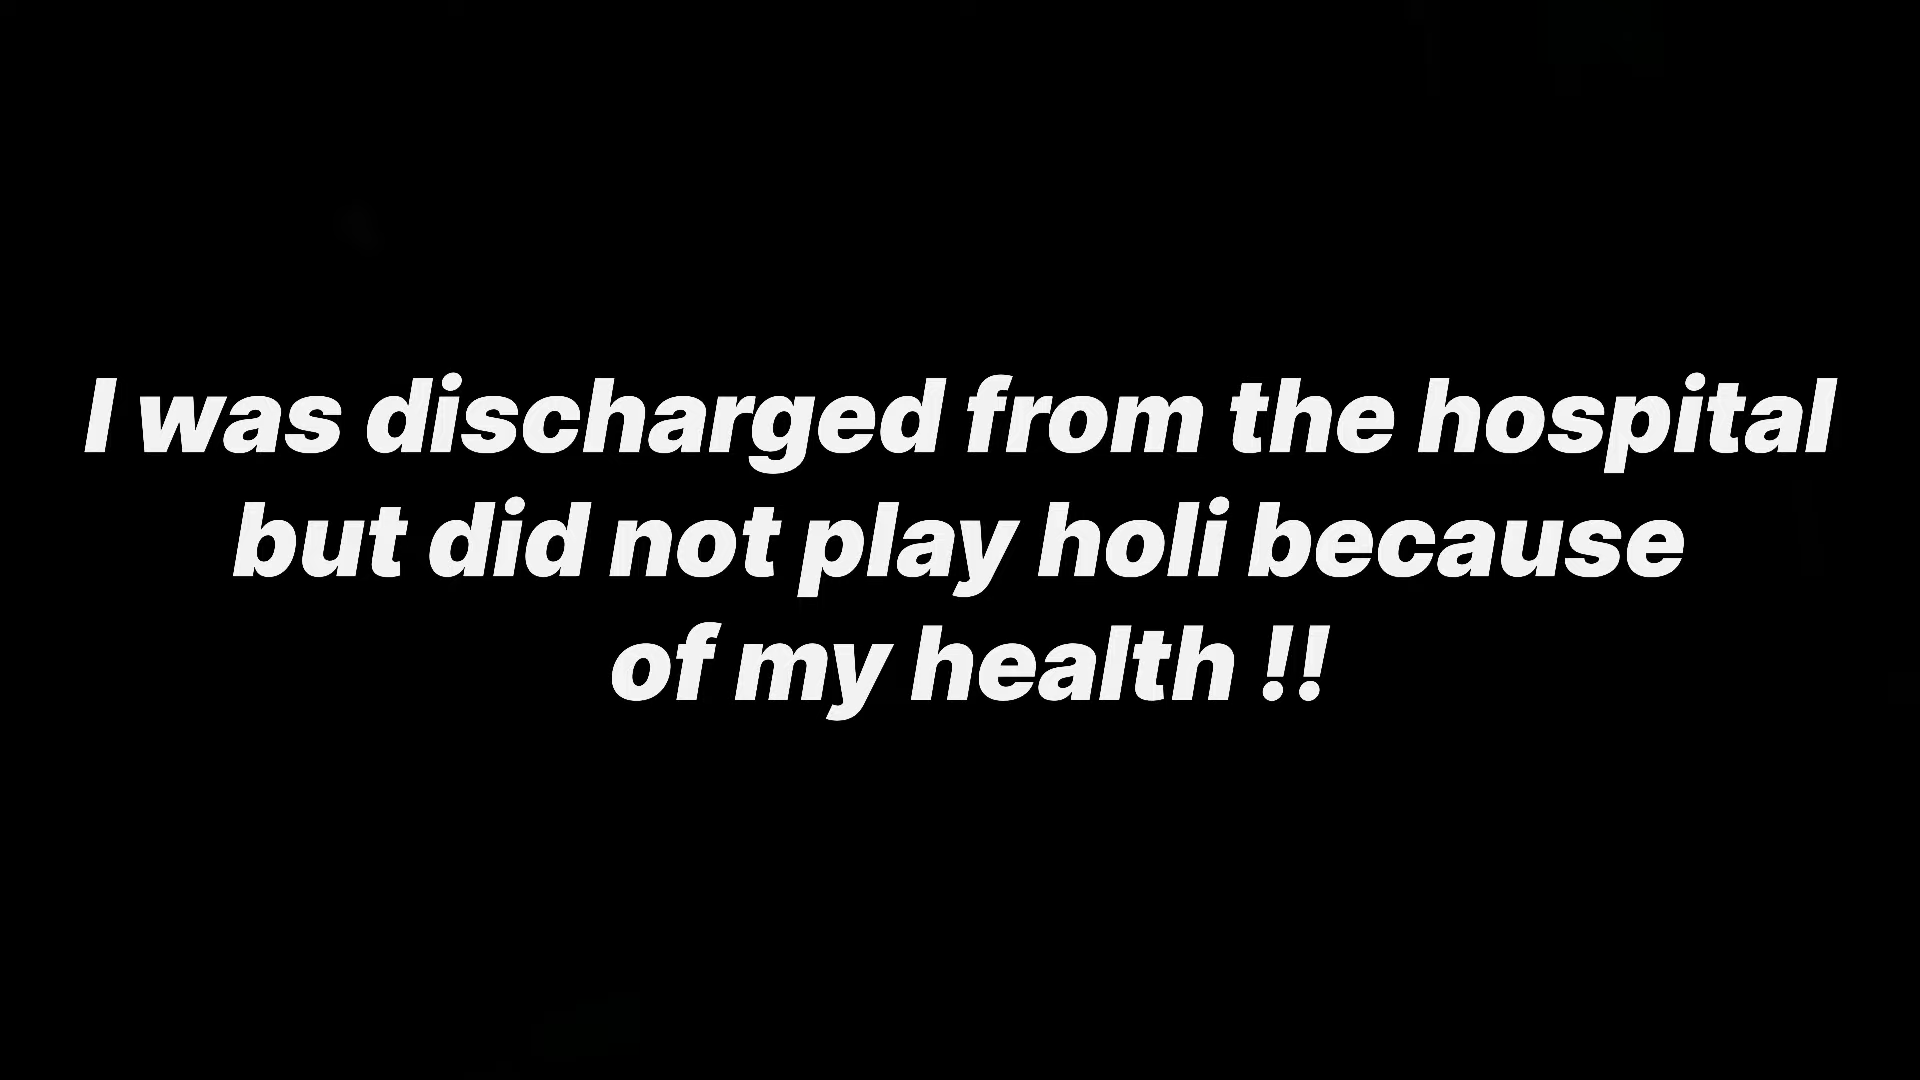 I was discharged from the hospital
but did not play holi because
of my health !!